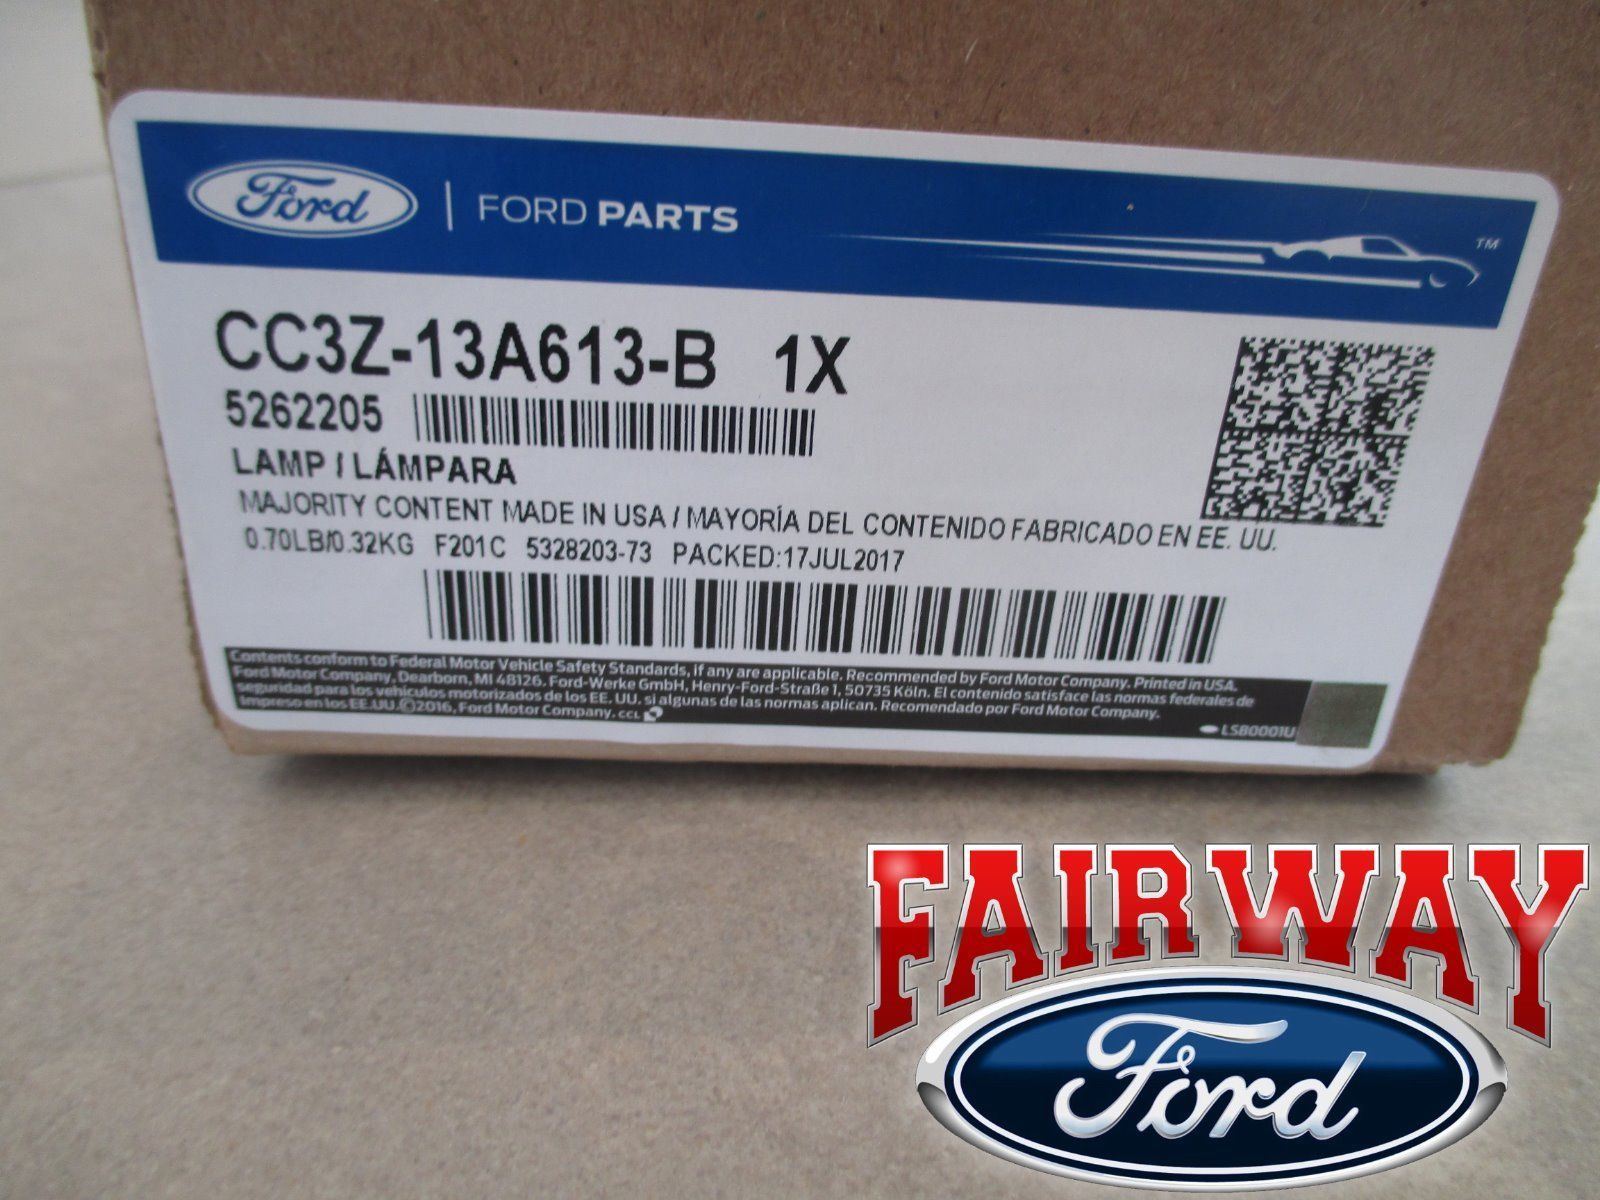 Ford | FORD PARTS
TM
CC3Z-13A613-B 1X
5262205
LAMP / LÁMPARA
MAJORITY CONTENT MADE IN USA / MAYORÍA DEL CONTENIDO FABRICADO EN EE. UU.
0.70LB/0.32KG F201C 5328203-73 PACKED:17JUL2017
Contents conform to Federal Motor Vehicle Safety Standards, if any are applicable. Recommended by Ford Motor Company. Printed in USA.
Ford Motor Company, Dearborn, MI 48126. Ford-Werke GmbH, Henry-Ford-Straße 1, 50735 Köln. El contenido satisface las normas federales de
seguridad para los vehículos motorizados de los EE. UU. si algunas de las normas aplican. Recomendado por Ford Motor Company.
Impreso en los EE.UU.©2016, Ford Motor Company. CCL
LSB0001U
FAIRWAY
Ford